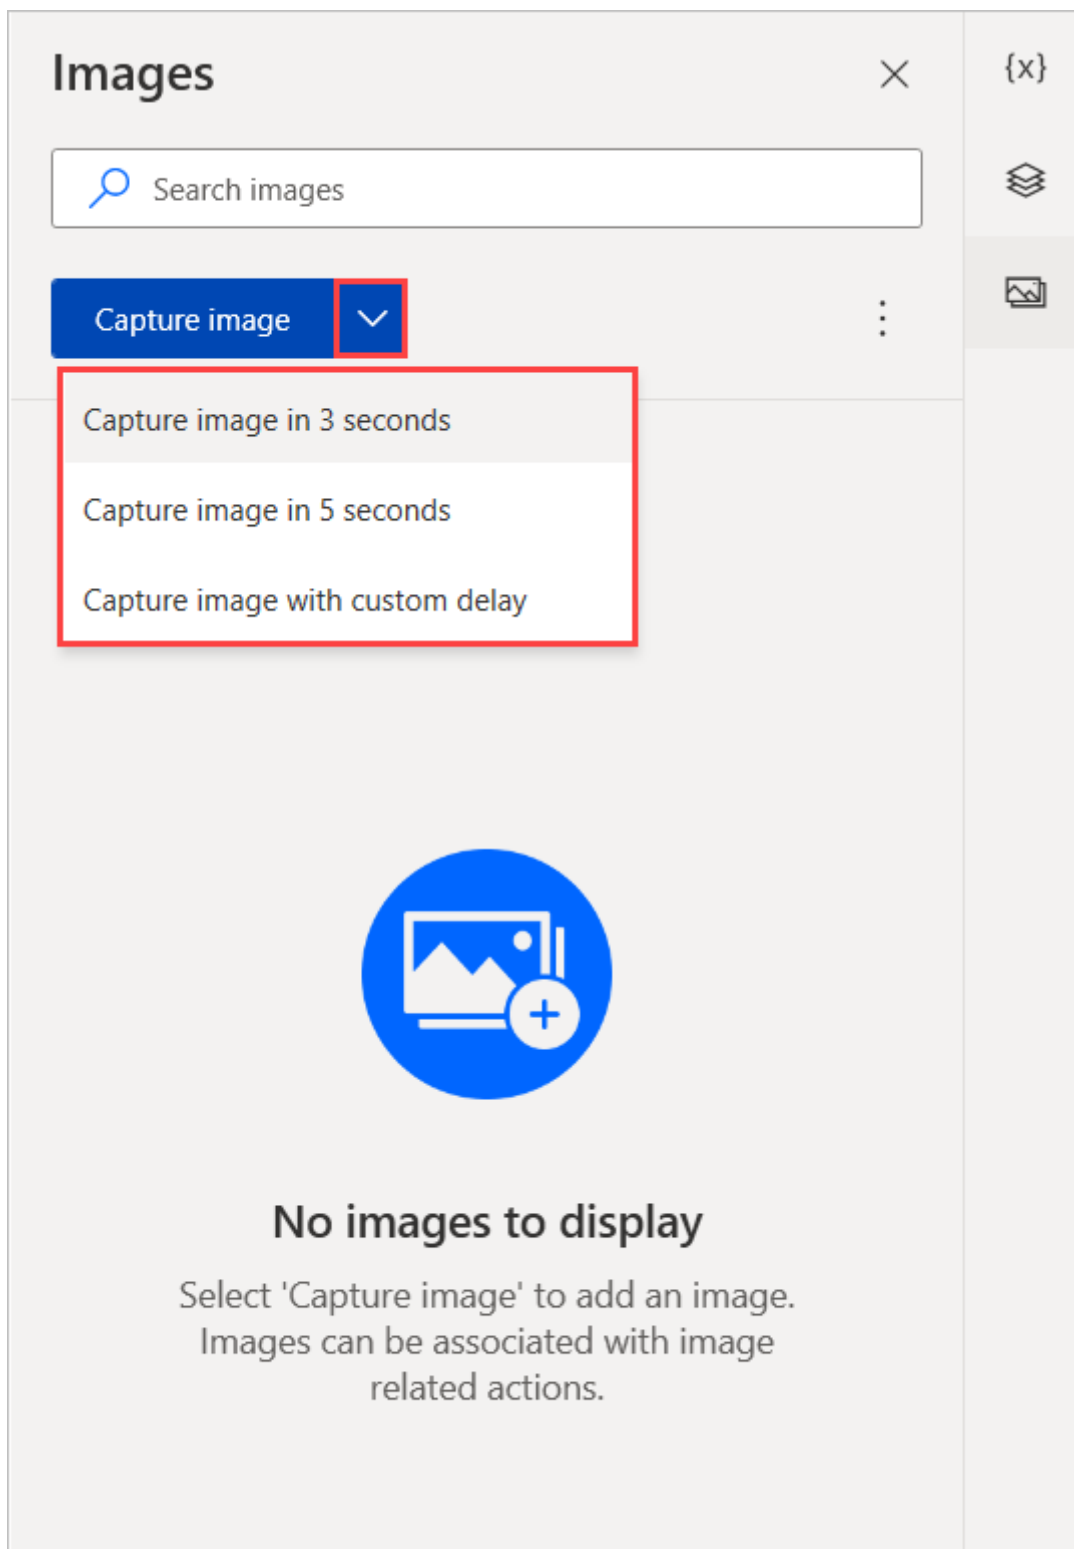 Images
{x}
Search images
Capture image
Capture image in 3 seconds
Capture image in 5 seconds
Capture image with custom delay
No images to display
Select 'Capture image' to add an image.
Images can be associated with image
related actions.